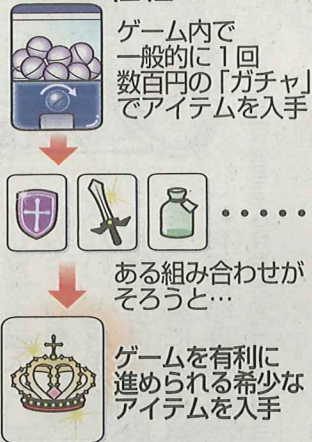 ゲーム内で
一般的に1回
数百円の「ガチャ」
でアイテムを入手
・・・・・
ある組み合わせが
そろうと…
ゲームを有利に
進められる希少な
アイテムを入手